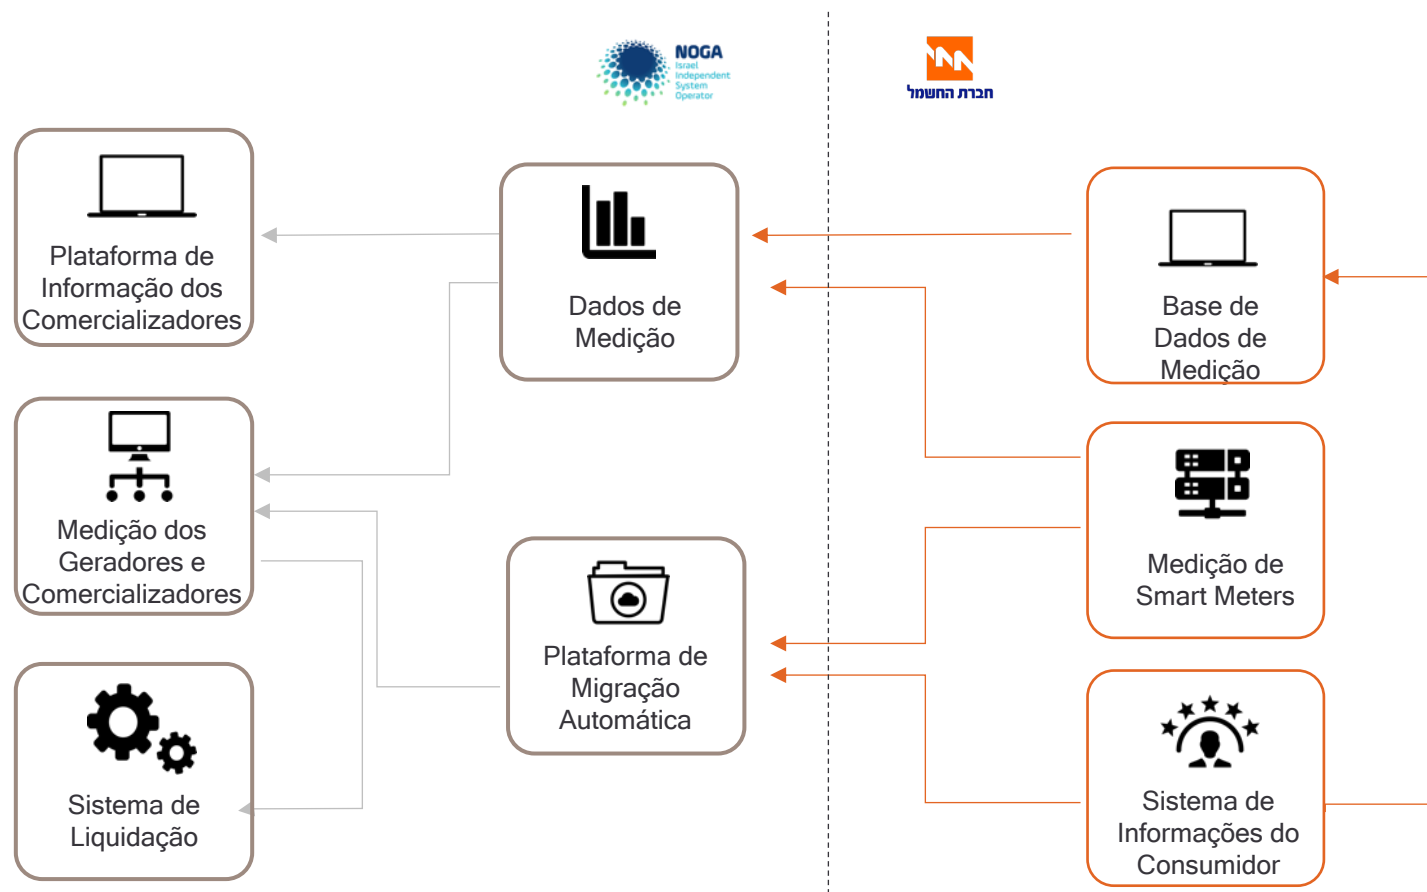 NOGA
Israel
Independent
System
Operator
חברת החשמל
Plataforma de
Informação dos
Comercializadores
Dados de
Medição
Base de
Dados de
Medição
Medição dos
Geradores e
Comercializadores
Medição de
Smart Meters
Plataforma de
Migração
Automática
Sistema de
Liquidação
Sistema de
Informações do
Consumidor